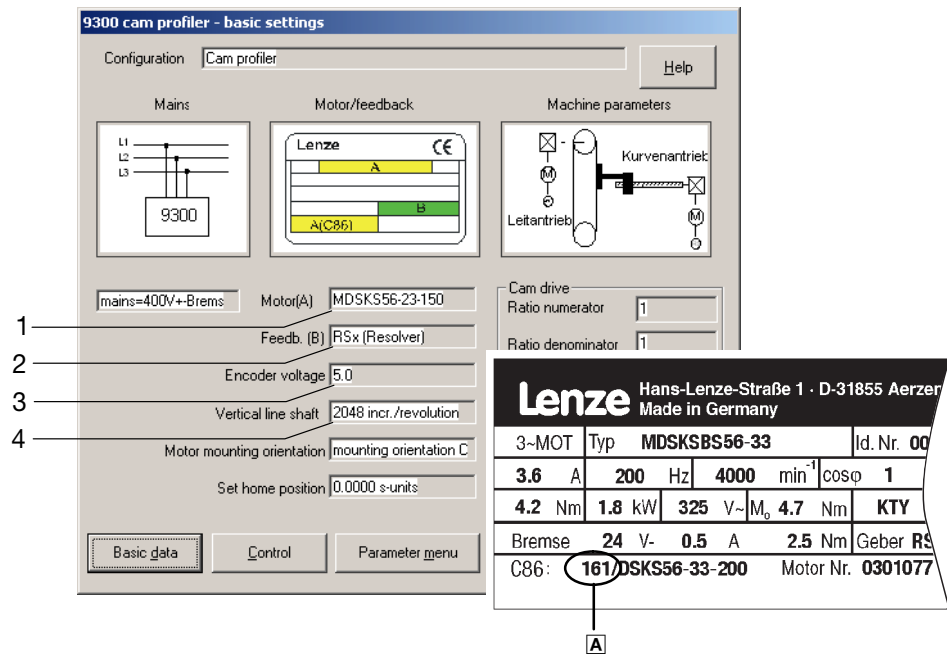 9300 cam profiler - basic settings
Configuration Cam profiler
Help
Mains
Motor/feedback
Machine parameters
L1
L2
L3
9300
Lenze CE
A
B
A(C86)
Kurvenantrieb
M
Leitantrieb
M
mains=400V+-Brems
Motor(A) MDSKS56-23-150
Cam drive
Ratio numerator 1
1
Feedb. (B) RSx (Resolver)
Ratio denominator 1
2
Encoder voltage 5.0
3
Vertical line shaft 2048 incr./revolution
4
Motor mounting orientation mounting orientation C
Set home position 0.0000 s-units
Basic data
Control
Parameter menu
Lenze Hans-Lenze-Straße 1 · D-31855 Aerzen
Made in Germany
3~MOT Typ MDSKSBS56-33 Id. Nr. 00
3.6 A 200 Hz 4000 min-1 cosφ 1
4.2 Nm 1.8 kW 325 V~ Mo 4.7 Nm KTY
Bremse 24 V- 0.5 A 2.5 Nm Geber RS
C86: 161/DSKS56-33-200 Motor Nr. 0301077
A